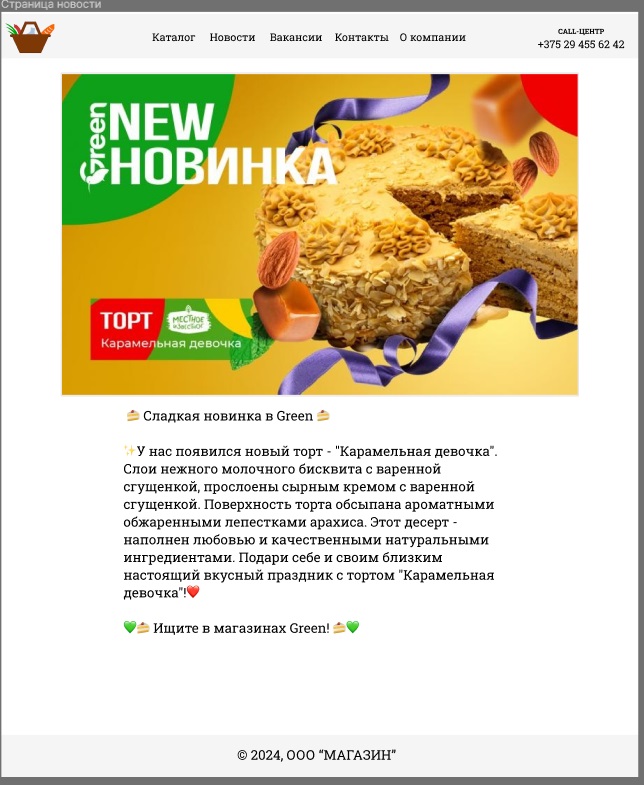 Страница новости
Каталог Новости Вакансии Контакты О компании
CALL-ЦЕНТР
+375 29 455 62 42
Green
NEW
НОВИНКА
ТОРТ
МЕСТНОЕ
ИЗВЕСТНОЕ
Карамельная девочка
🍰 Сладкая новинка в Green 🍰
✨У нас появился новый торт - "Карамельная девочка".
Слои нежного молочного бисквита с варенной
сгущенкой, прослоены сырным кремом с варенной
сгущенкой. Поверхность торта обсыпана ароматными
обжаренными лепестками арахиса. Этот десерт -
наполнен любовью и качественными натуральными
ингредиентами. Подари себе и своим близким
настоящий вкусный праздник с тортом "Карамельная
девочка"!❤️
💚🍰 Ищите в магазинах Green! 🍰💚
© 2024, ООО “МАГАЗИН”